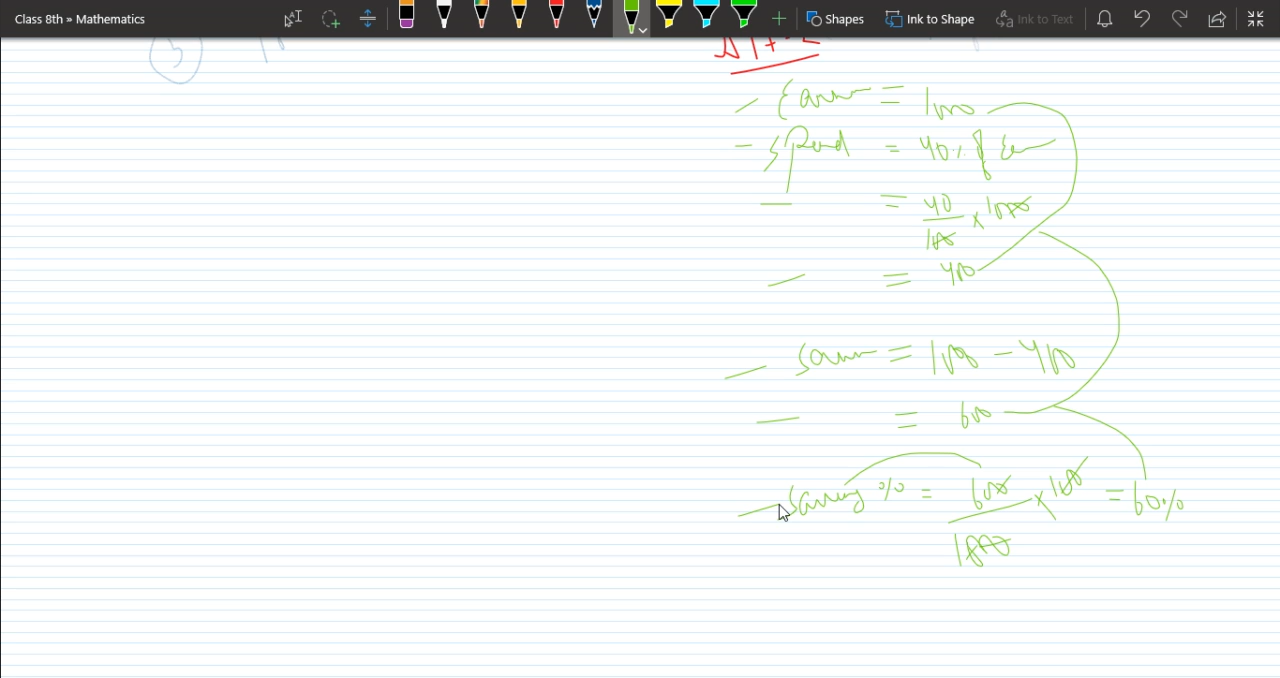 Class 8th » Mathematics
Shapes
Ink to Shape
Ink to Text
- Earn = 1000
- Spend = 40% of Earn
- = 40/100 × 1000
- = 400
- = 1000 - 400
- = 600
- Saving % = 600/1000 × 100 = 60%